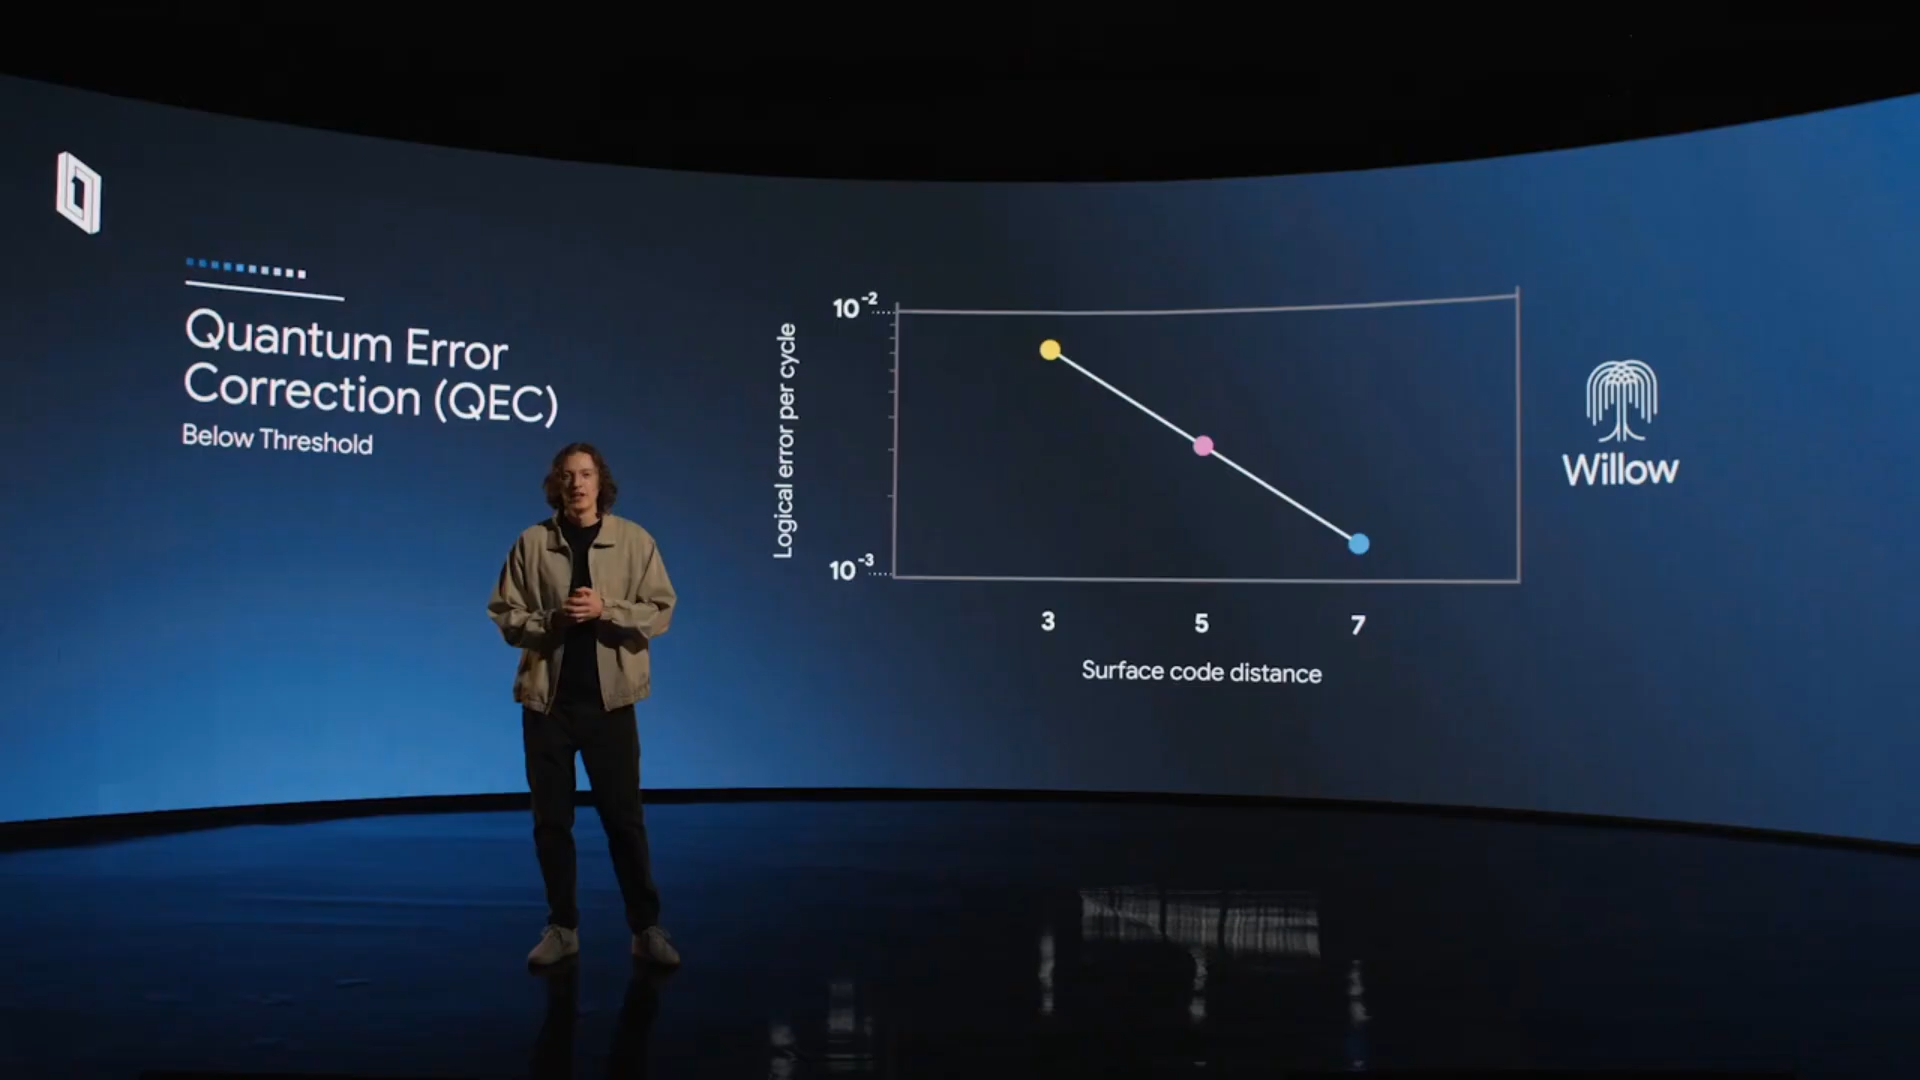 Quantum Error
Correction (QEC)
Below Threshold
Logical error per cycle
10⁻²
10⁻³
3 5 7
Surface code distance
Willow